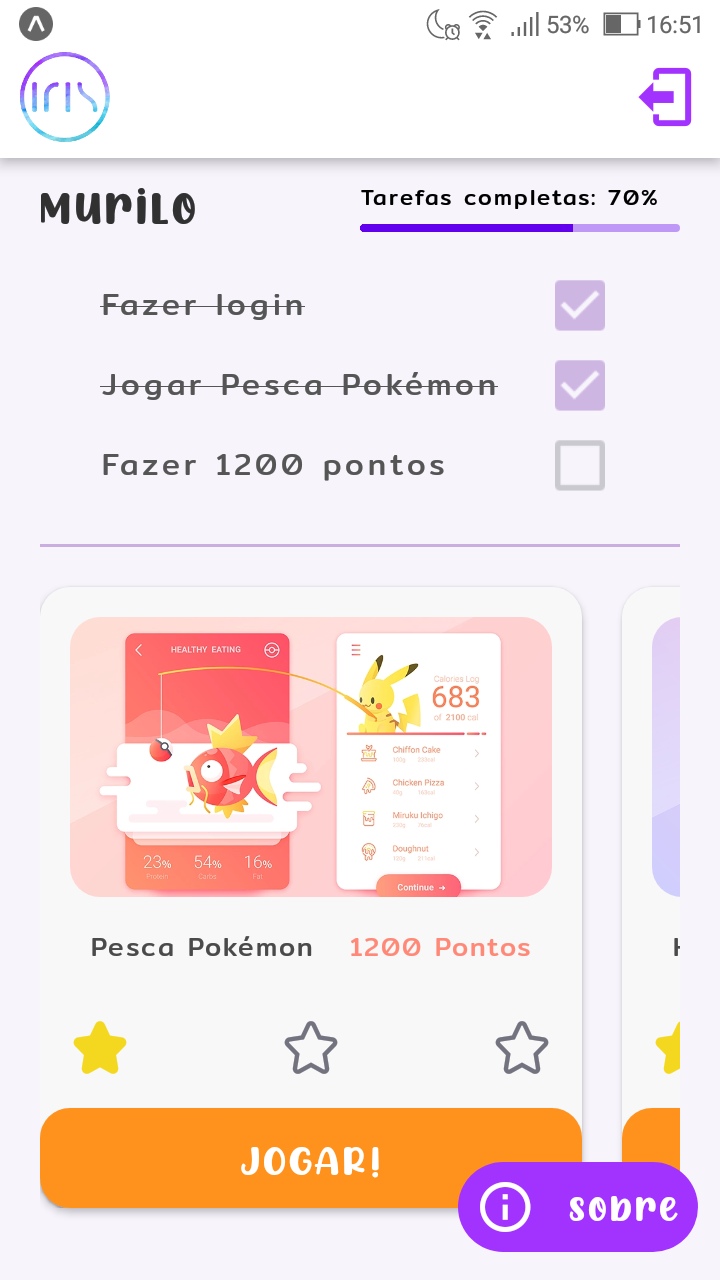 53% 16:51
IRIS
Murilo
Tarefas completas: 70%
Fazer login
Jogar Pesca Pokémon
Fazer 1200 pontos
HEALTHY EATING
Calories Log
683
of 2100 cal
Chiffon Cake
Chicken Pizza
Miruku Ichigo
Doughnut
23% 54% 16%
Protein Carbs Fat
Continue →
Pesca Pokémon 1200 Pontos
JOGAR!
sobre